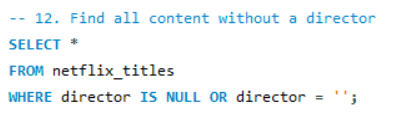 -- 12. Find all content without a director
SELECT *
FROM netflix_titles
WHERE director IS NULL OR director = '';